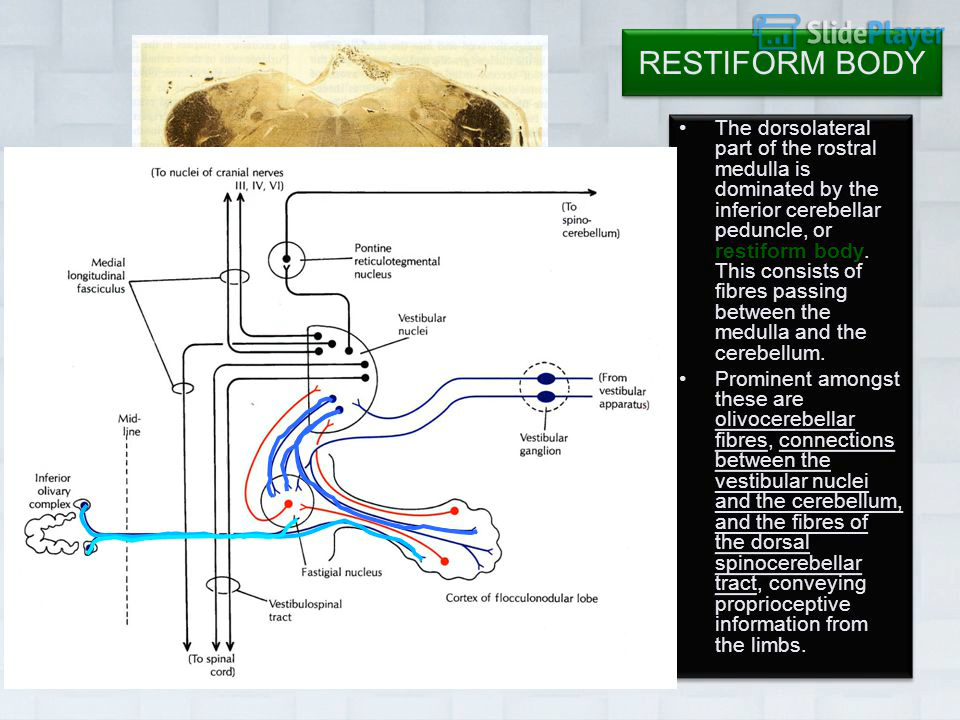 SlidePlayer
RESTIFORM BODY
• The dorsolateral
part of the rostral
medulla is
dominated by the
inferior cerebellar
peduncle, or
restiform body.
This consists of
fibres passing
between the
medulla and the
cerebellum.
• Prominent amongst
these are
olivocerebellar
fibres, connections
between the
vestibular nuclei
and the cerebellum,
and the fibres of
the dorsal
spinocerebellar
tract, conveying
proprioceptive
information from
the limbs.
(To nuclei of cranial nerves
III, IV, VI)
(To
spino-
cerebellum)
Medial
longitudinal
fasciculus
Pontine
reticulotegmental
nucleus
Vestibular
nuclei
(From
vestibular
apparatus)
Mid-
line
Vestibular
ganglion
Inferior
olivary
complex
Fastigial nucleus
Cortex of flocculonodular lobe
Vestibulospinal
tract
(To spinal
cord)